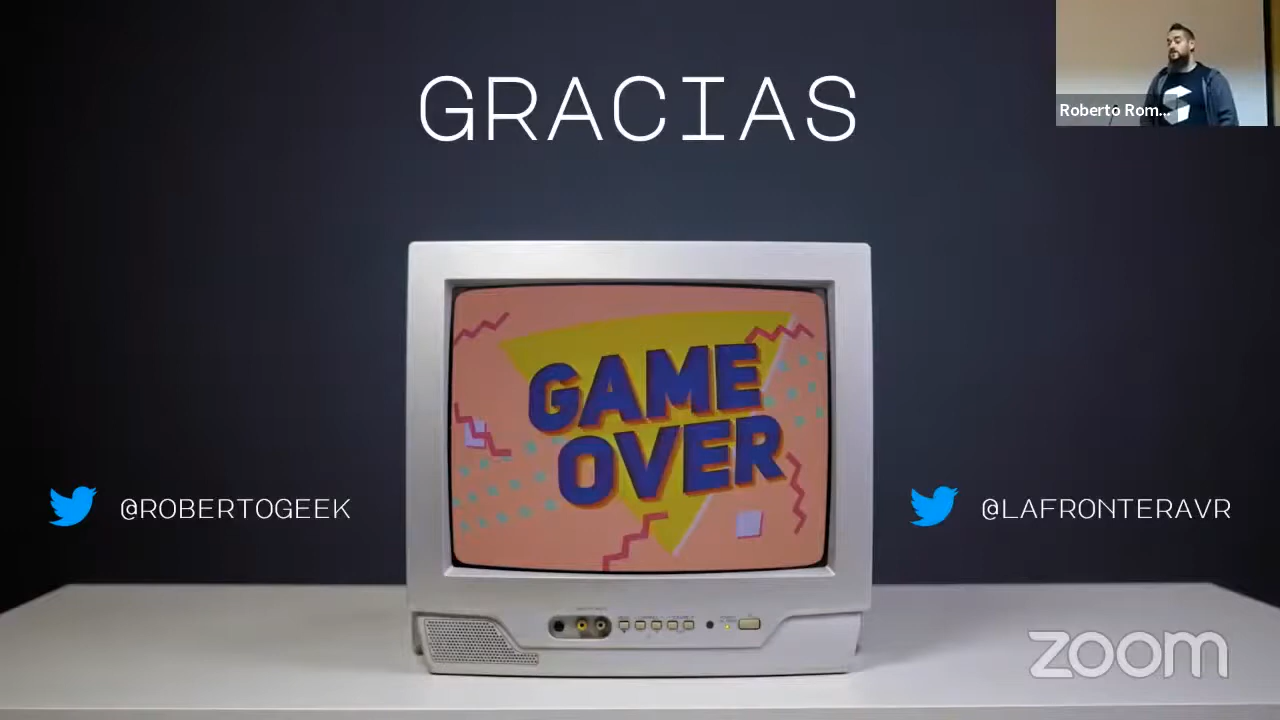 GRACIAS
Roberto Rom...
GAME
OVER
@ROBERTOGEEK
@LAFRONTERAVR
zoom